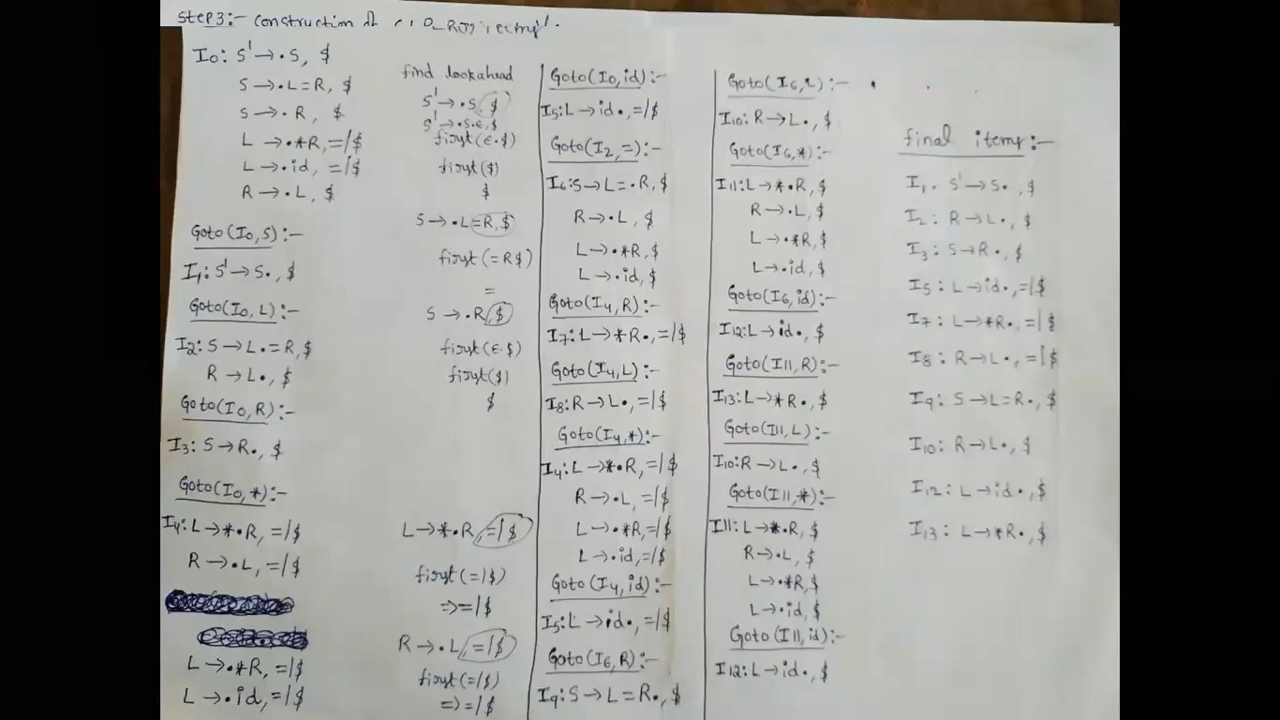 Step3:- construction of items:-
I0: S' → •S, $
S → •L=R, $
S → •R, $
L → •*R, =|$
L → •id, =|$
R → •L, $
Goto(I0,S):-
I1: S' → S•, $
Goto(I0,L):-
I2: S → L•=R, $
R → L•, $
Goto(I0,R):-
I3: S → R•, $
Goto(I0,*):-
I4: L → *•R, =|$
R → •L, =|$
L → •*R, =|$
L → •id, =|$
find lookahead
S' → •S, $
S' → •S.ε, $
first(ε.$)
first($)
$
S → •L=R, $
first(=R$)
=
S → •R, $
first(ε.$)
first($)
$
L → *•R, =|$
first(=|$)
=> =|$
R → •L, =|$
first(=|$)
=> =|$
Goto(I0,id):-
I5: L → id•, =|$
Goto(I2,=):-
I6: S → L=•R, $
R → •L, $
L → •*R, $
L → •id, $
Goto(I4,R):-
I7: L → *R•, =|$
Goto(I4,L):-
I8: R → L•, =|$
Goto(I4,*):-
I4: L → *•R, =|$
R → •L, =|$
L → •*R, =|$
L → •id, =|$
Goto(I4,id):-
I5: L → id•, =|$
Goto(I6,R):-
I9: S → L=R•, $
Goto(I6,L):-
I10: R → L•, $
Goto(I6,*):-
I11: L → *•R, $
R → •L, $
L → •*R, $
L → •id, $
Goto(I6,id):-
I12: L → id•, $
Goto(I11,R):-
I13: L → *R•, $
Goto(I11,L):-
I10: R → L•, $
Goto(I11,*):-
I11: L → *•R, $
R → •L, $
L → •*R, $
L → •id, $
Goto(I11,id):-
I12: L → id•, $
final items:-
I1. S' → S•, $
I2: R → L•, $
I3: S → R•, $
I5: L → id•, =|$
I7: L → *R•, =|$
I8: R → L•, =|$
I9: S → L=R•, $
I10: R → L•, $
I12: L → id•, $
I13: L → *R•, $